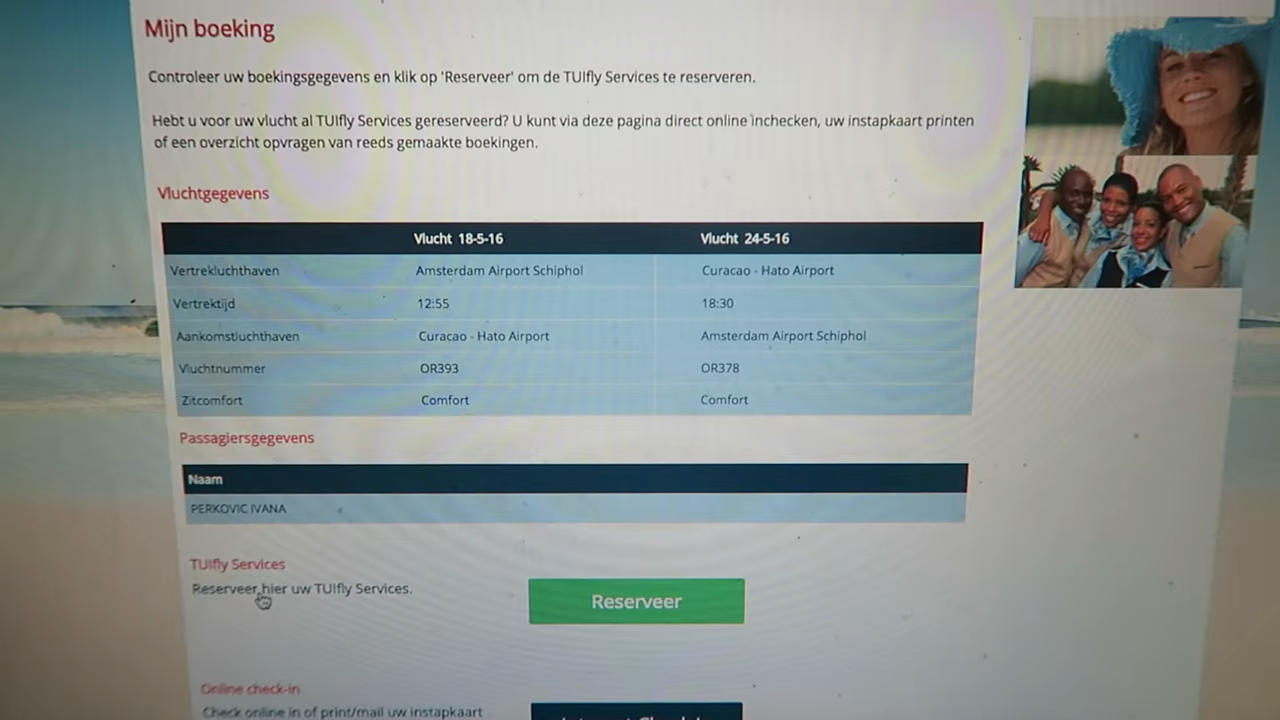 Mijn boeking
Controleer uw boekingsgegevens en klik op 'Reserveer' om de TUIfly Services te reserveren.
Hebt u voor uw vlucht al TUIfly Services gereserveerd? U kunt via deze pagina direct online inchecken, uw instapkaart printen
of een overzicht opvragen van reeds gemaakte boekingen.
Vluchtgegevens
Vlucht 18-5-16 Vlucht 24-5-16
Vertrekluchthaven Amsterdam Airport Schiphol Curacao - Hato Airport
Vertrektijd 12:55 18:30
Aankomstluchthaven Curacao - Hato Airport Amsterdam Airport Schiphol
Vluchtnummer OR393 OR378
Zitcomfort Comfort Comfort
Passagiersgegevens
Naam
PERKOVIC IVANA
TUIfly Services
Reserveer hier uw TUIfly Services.
Reserveer
Online check-in
Check online in of print/mail uw instapkaart